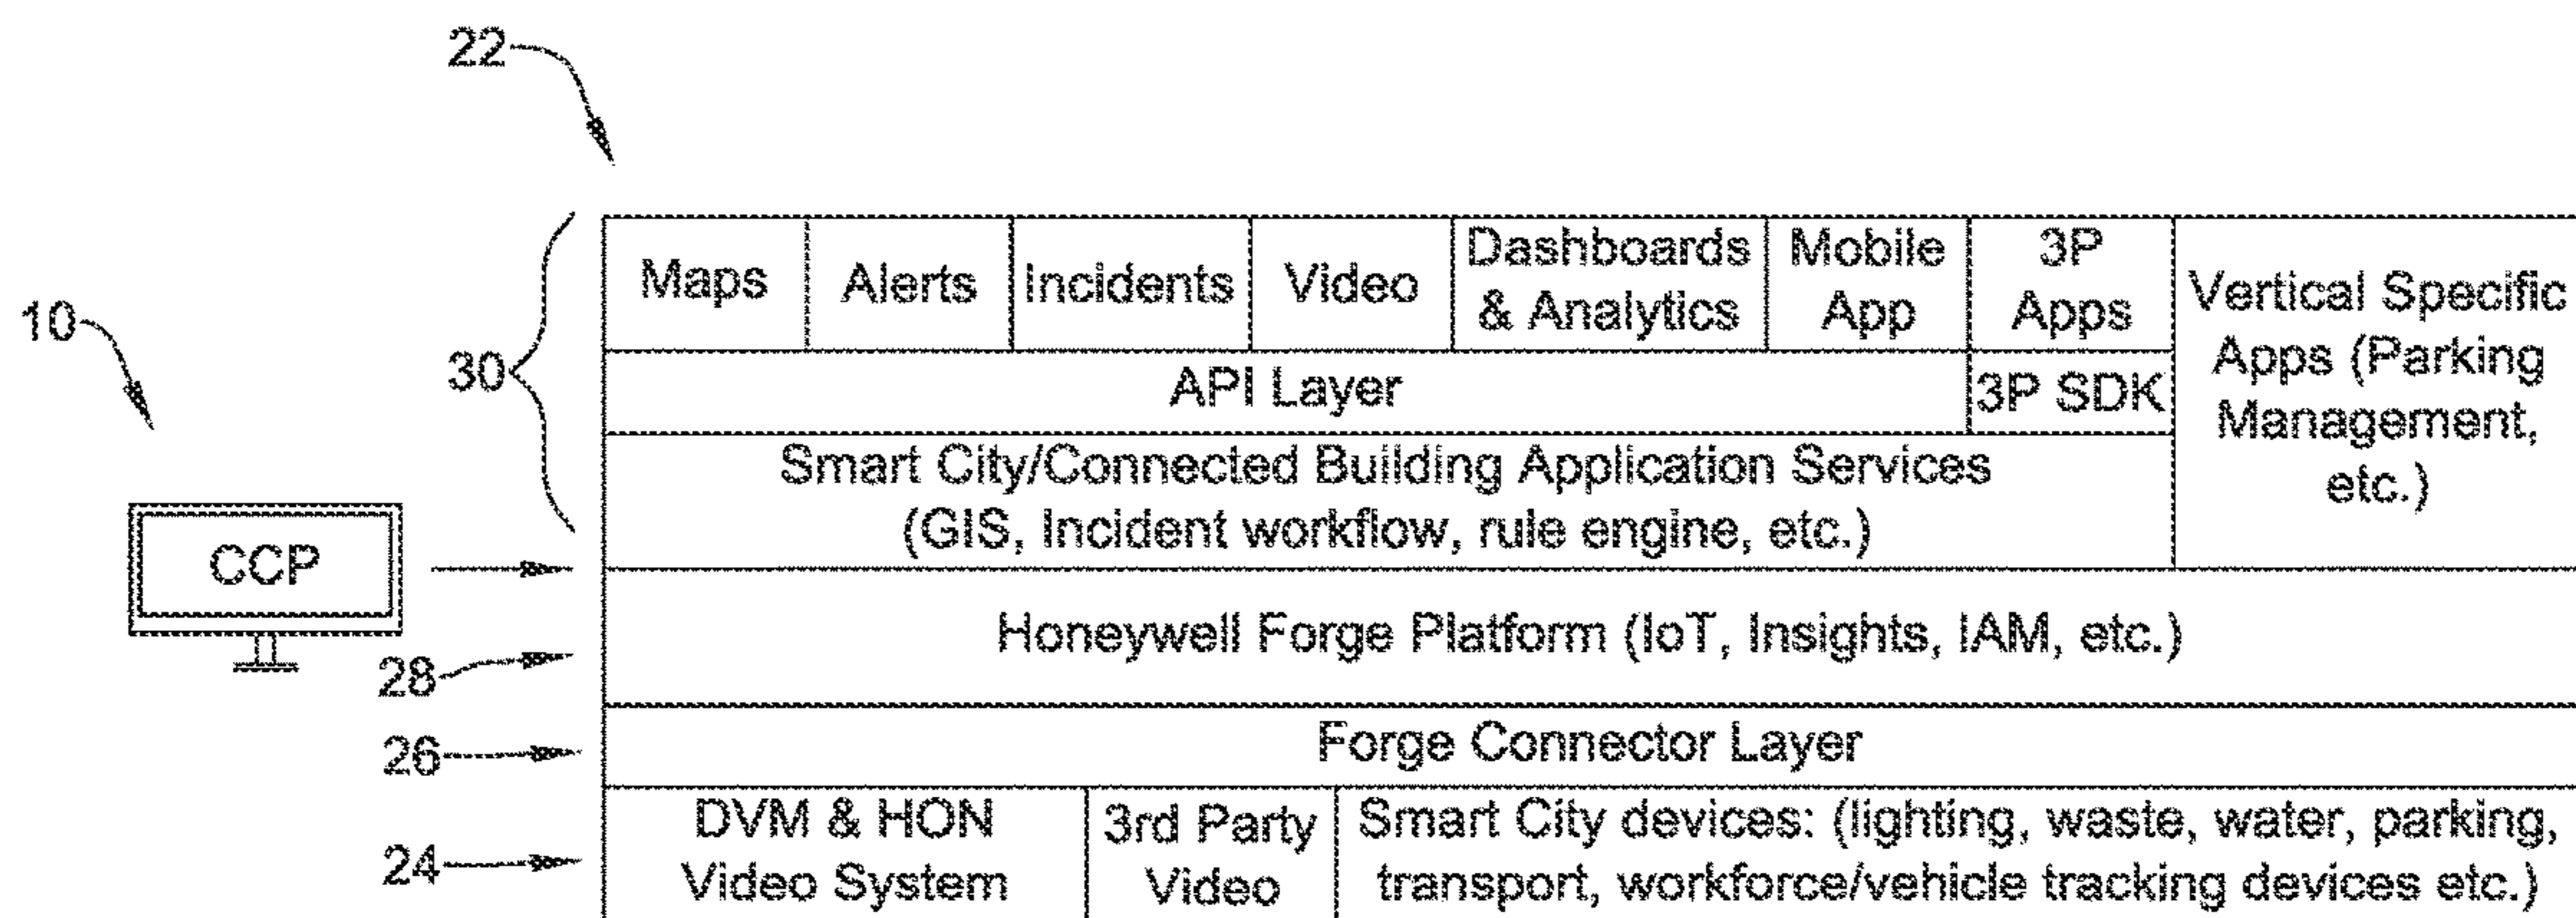 22
10
30
Maps
Alerts
Incidents
Video
Dashboards
& Analytics
Mobile
App
3P
Apps
Vertical Specific
Apps (Parking
Management,
etc.)
API Layer
3P SDK
Smart City/Connected Building Application Services
(GIS, Incident workflow, rule engine, etc.)
CCP
28
Honeywell Forge Platform (IoT, Insights, IAM, etc.)
26
Forge Connector Layer
24
DVM & HON
Video System
3rd Party
Video
Smart City devices: (lighting, waste, water, parking,
transport, workforce/vehicle tracking devices etc.)